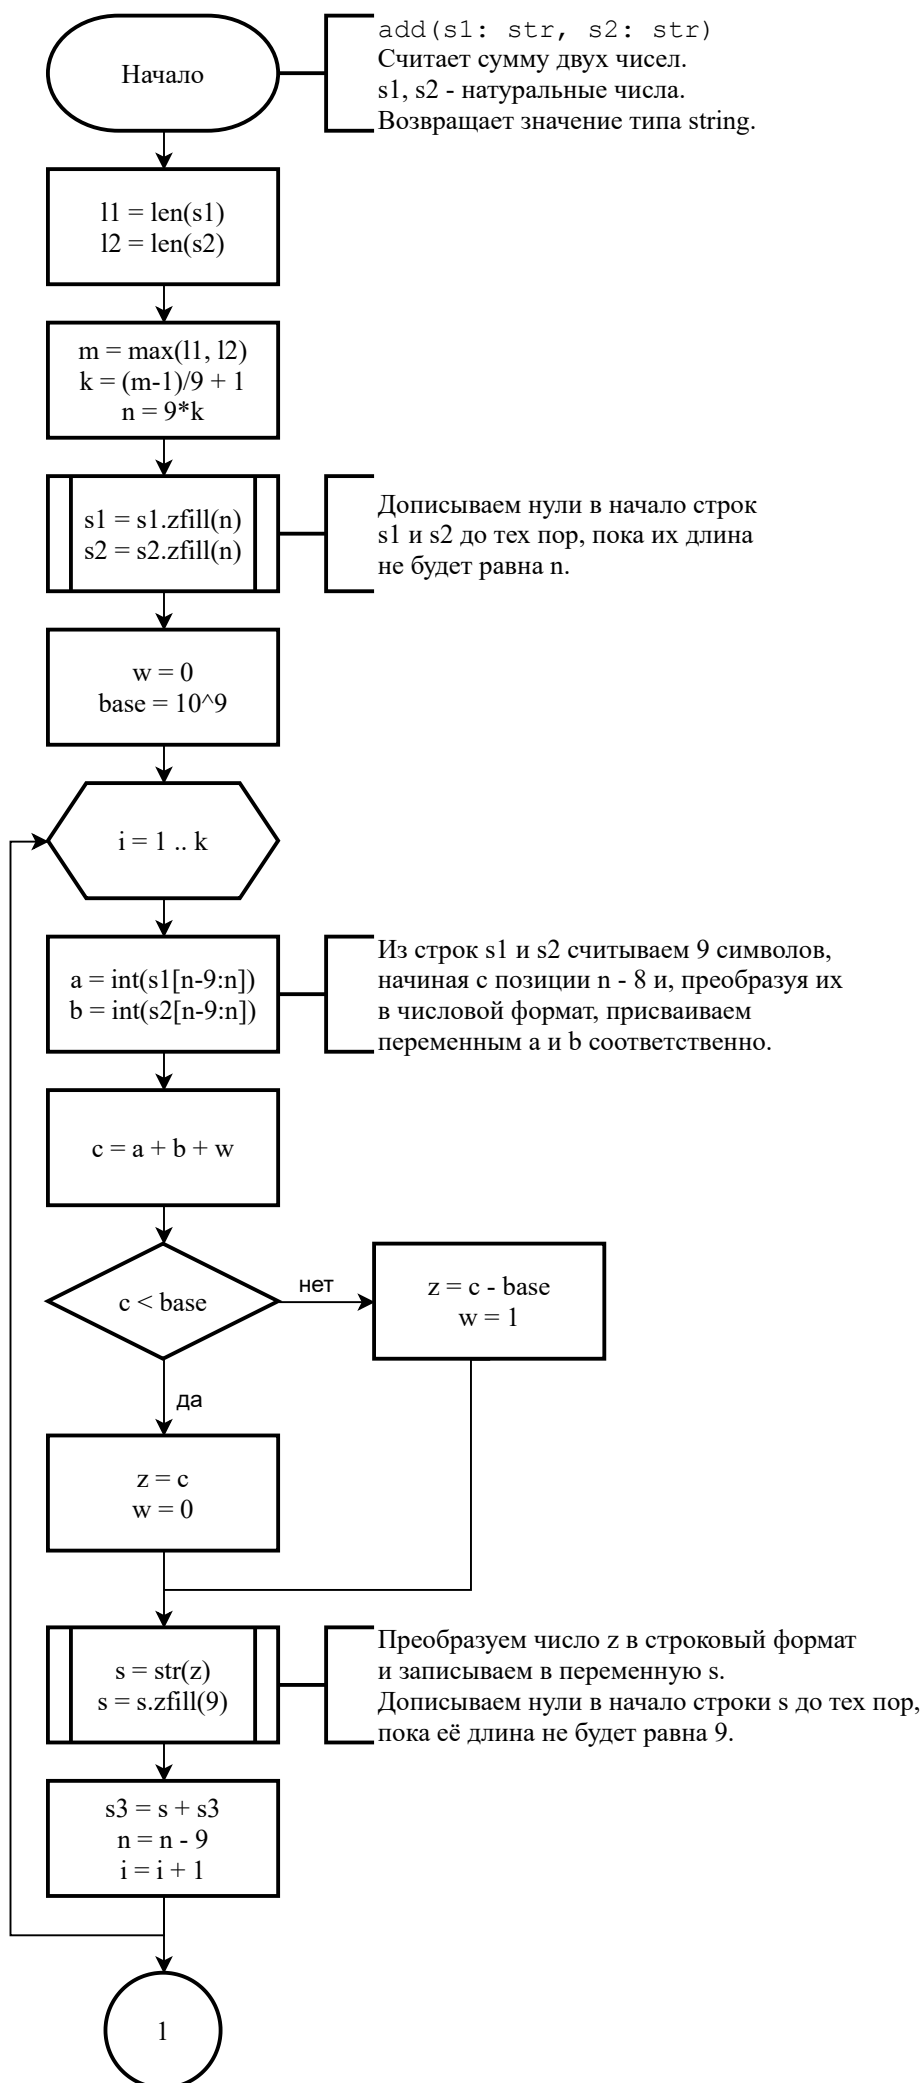 Начало
add(s1: str, s2: str)
Считает сумму двух чисел.
s1, s2 - натуральные числа.
Возвращает значение типа string.
l1 = len(s1)
l2 = len(s2)
m = max(l1, l2)
k = (m-1)/9 + 1
n = 9*k
s1 = s1.zfill(n)
s2 = s2.zfill(n)
Дописываем нули в начало строк
s1 и s2 до тех пор, пока их длина
не будет равна n.
w = 0
base = 10^9
i = 1 .. k
a = int(s1[n-9:n])
b = int(s2[n-9:n])
Из строк s1 и s2 считываем 9 символов,
начиная с позиции n - 8 и, преобразуя их
в числовой формат, присваиваем
переменным a и b соответственно.
c = a + b + w
c < base
нет
z = c - base
w = 1
да
z = c
w = 0
s = str(z)
s = s.zfill(9)
Преобразуем число z в строковый формат
и записываем в переменную s.
Дописываем нули в начало строки s до тех пор,
пока её длина не будет равна 9.
s3 = s + s3
n = n - 9
i = i + 1
1